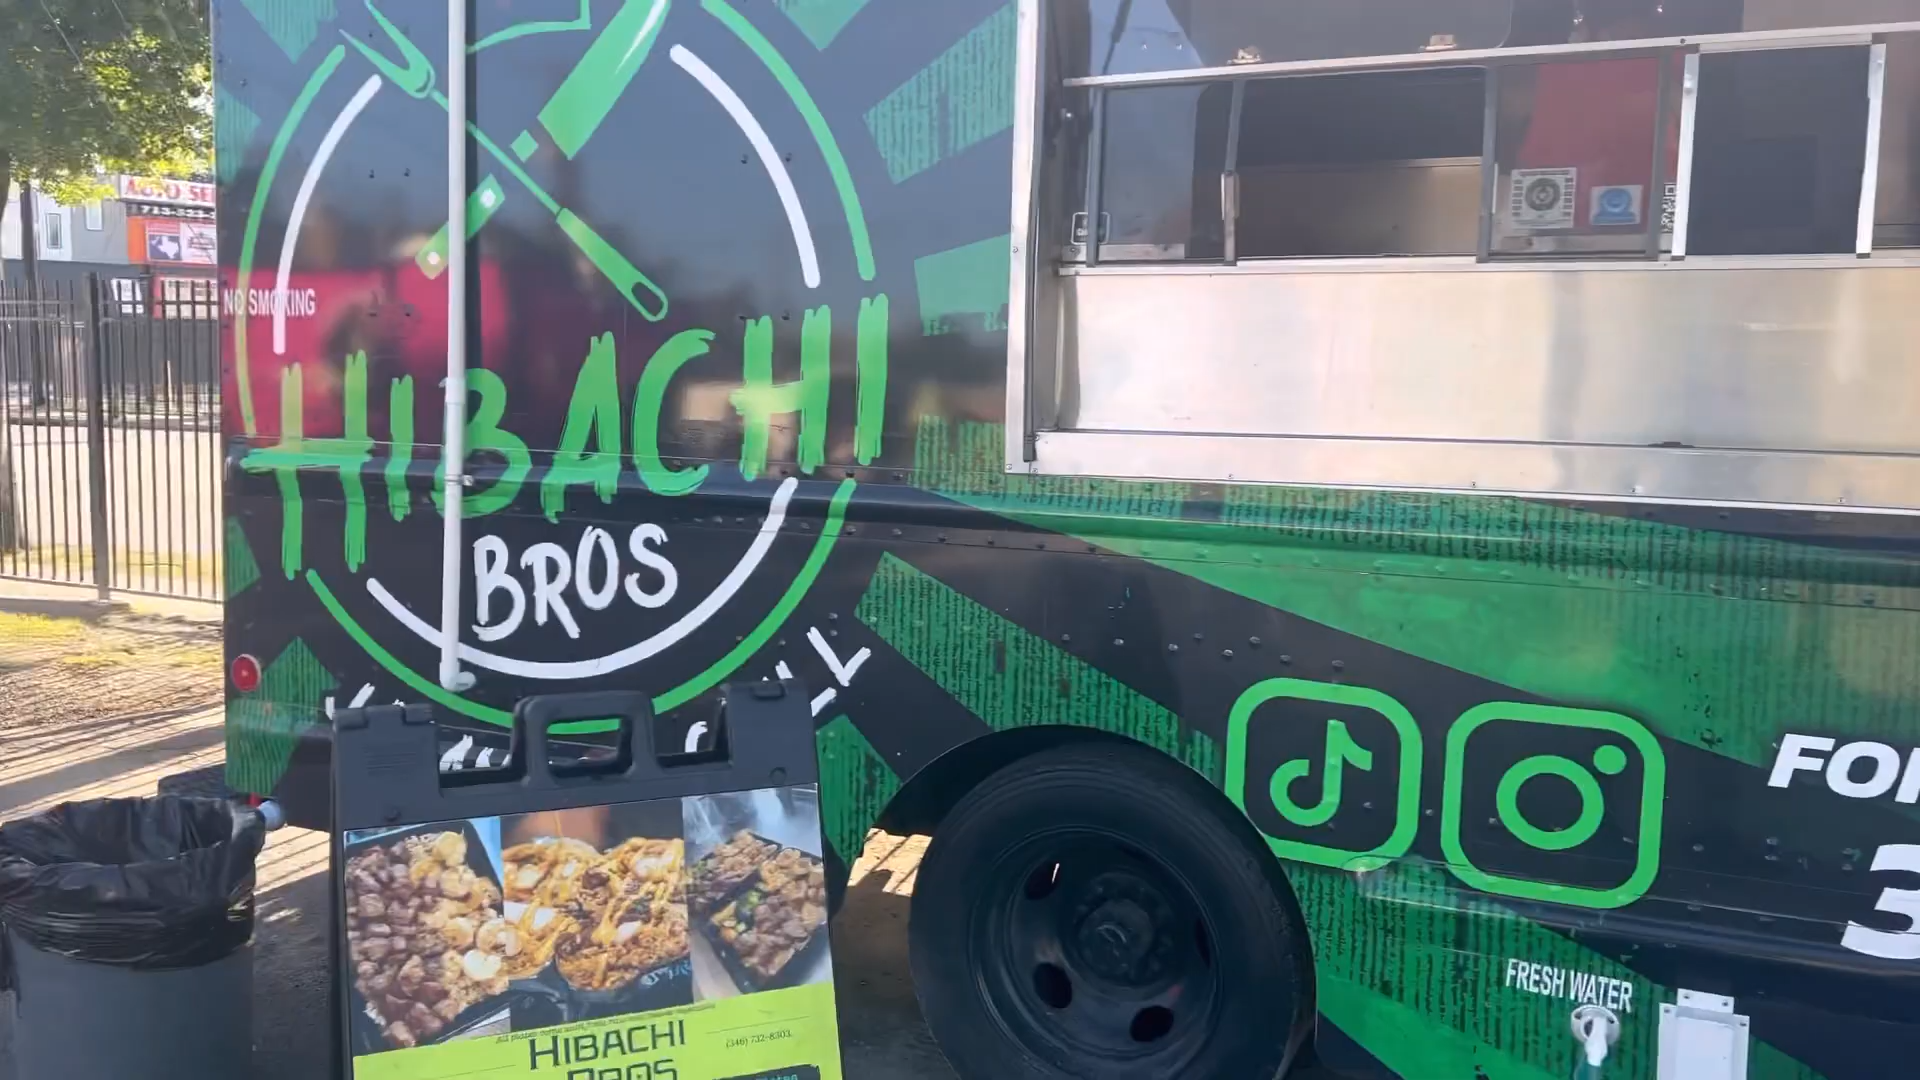 AUTO SE
NO SMOKING
HIBACHI
BROS
FOR
3
FRESH WATER
HIBACHI
BROS
(346) 732-8303